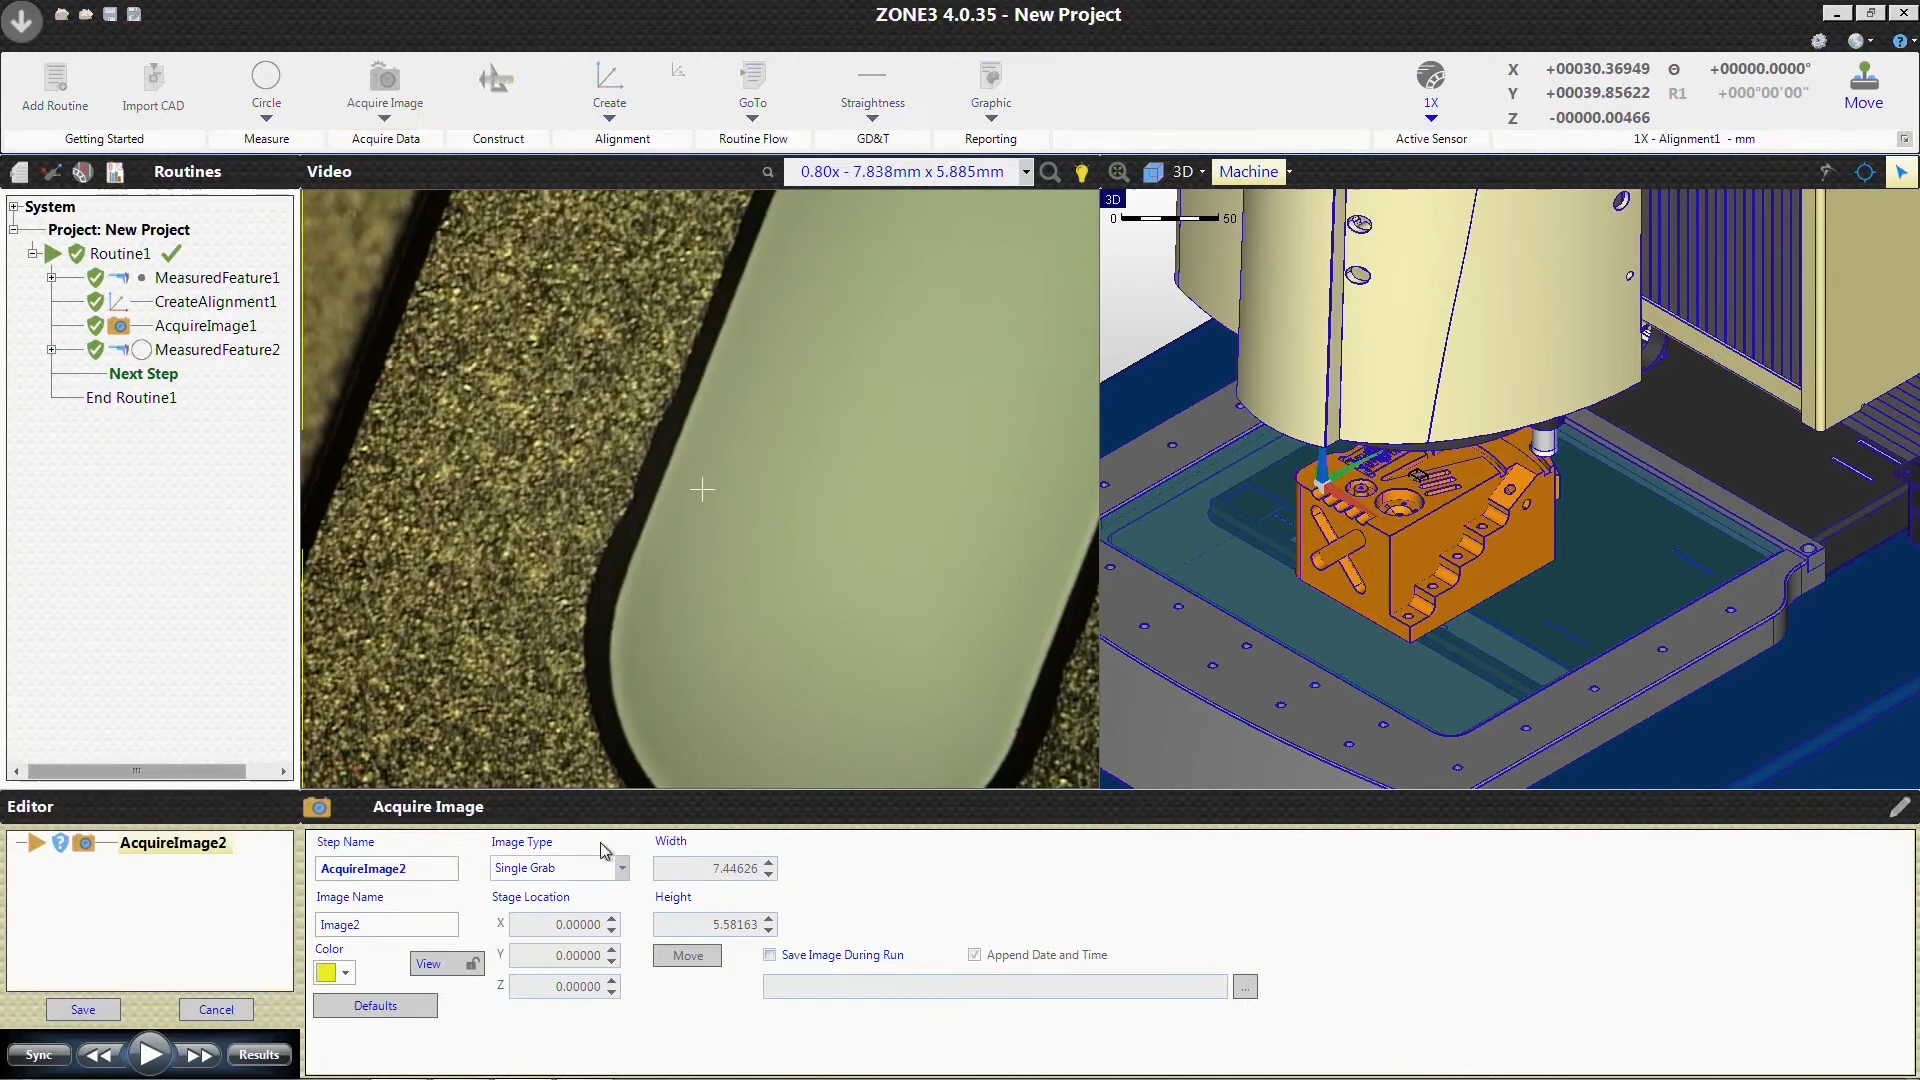 ZONE3 4.0.35 - New Project
Add Routine
Import CAD
Circle
Acquire Image
Create
GoTo
Straightness
Graphic
1X
X +00030.36949 Θ +00000.0000°
Y +00039.85622 R1 +000°00'00"
Z -00000.00466
Move
Getting Started
Measure
Acquire Data
Construct
Alignment
Routine Flow
GD&T
Reporting
Active Sensor
1X - Alignment1 - mm
Routines
Video
0.80x - 7.838mm x 5.885mm
3D
Machine
System
Project: New Project
Routine1
MeasuredFeature1
CreateAlignment1
AcquireImage1
MeasuredFeature2
Next Step
End Routine1
3D
0 50
Editor
Acquire Image
AcquireImage2
Save
Cancel
Sync
Results
Step Name
AcquireImage2
Image Name
Image2
Color
View
Defaults
Image Type
Single Grab
Stage Location
X 0.00000
Y 0.00000
Z 0.00000
Width
7.44626
Height
5.58163
Move
Save Image During Run
Append Date and Time
...